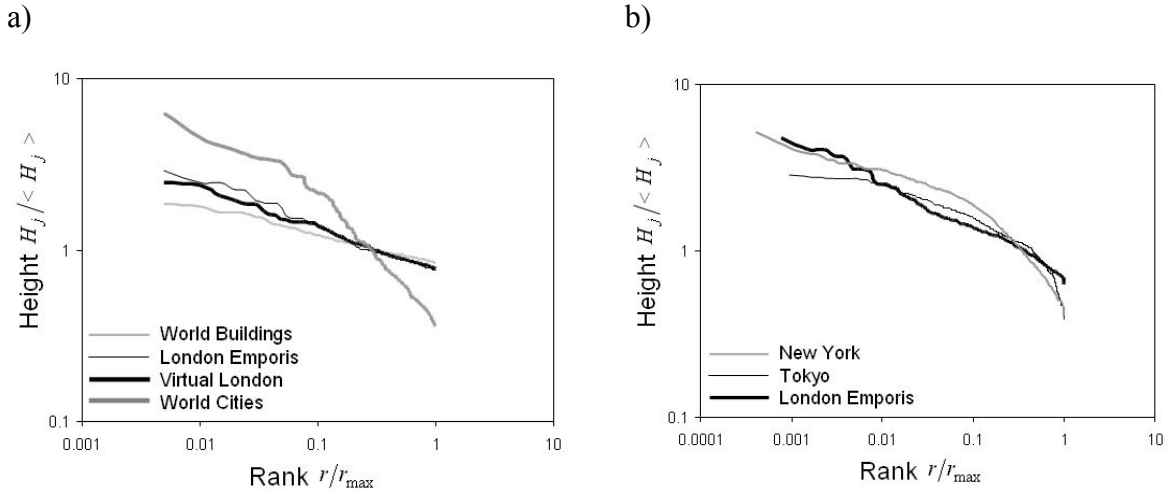 a)
10
1
0.1
0.001
0.01
0.1
1
10
Height H_j/<H_j>
Rank r/r_max
World Buildings
London Emporis
Virtual London
World Cities
b)
10
1
0.1
0.0001
0.001
0.01
0.1
1
10
Height H_j/<H_j>
Rank r/r_max
New York
Tokyo
London Emporis